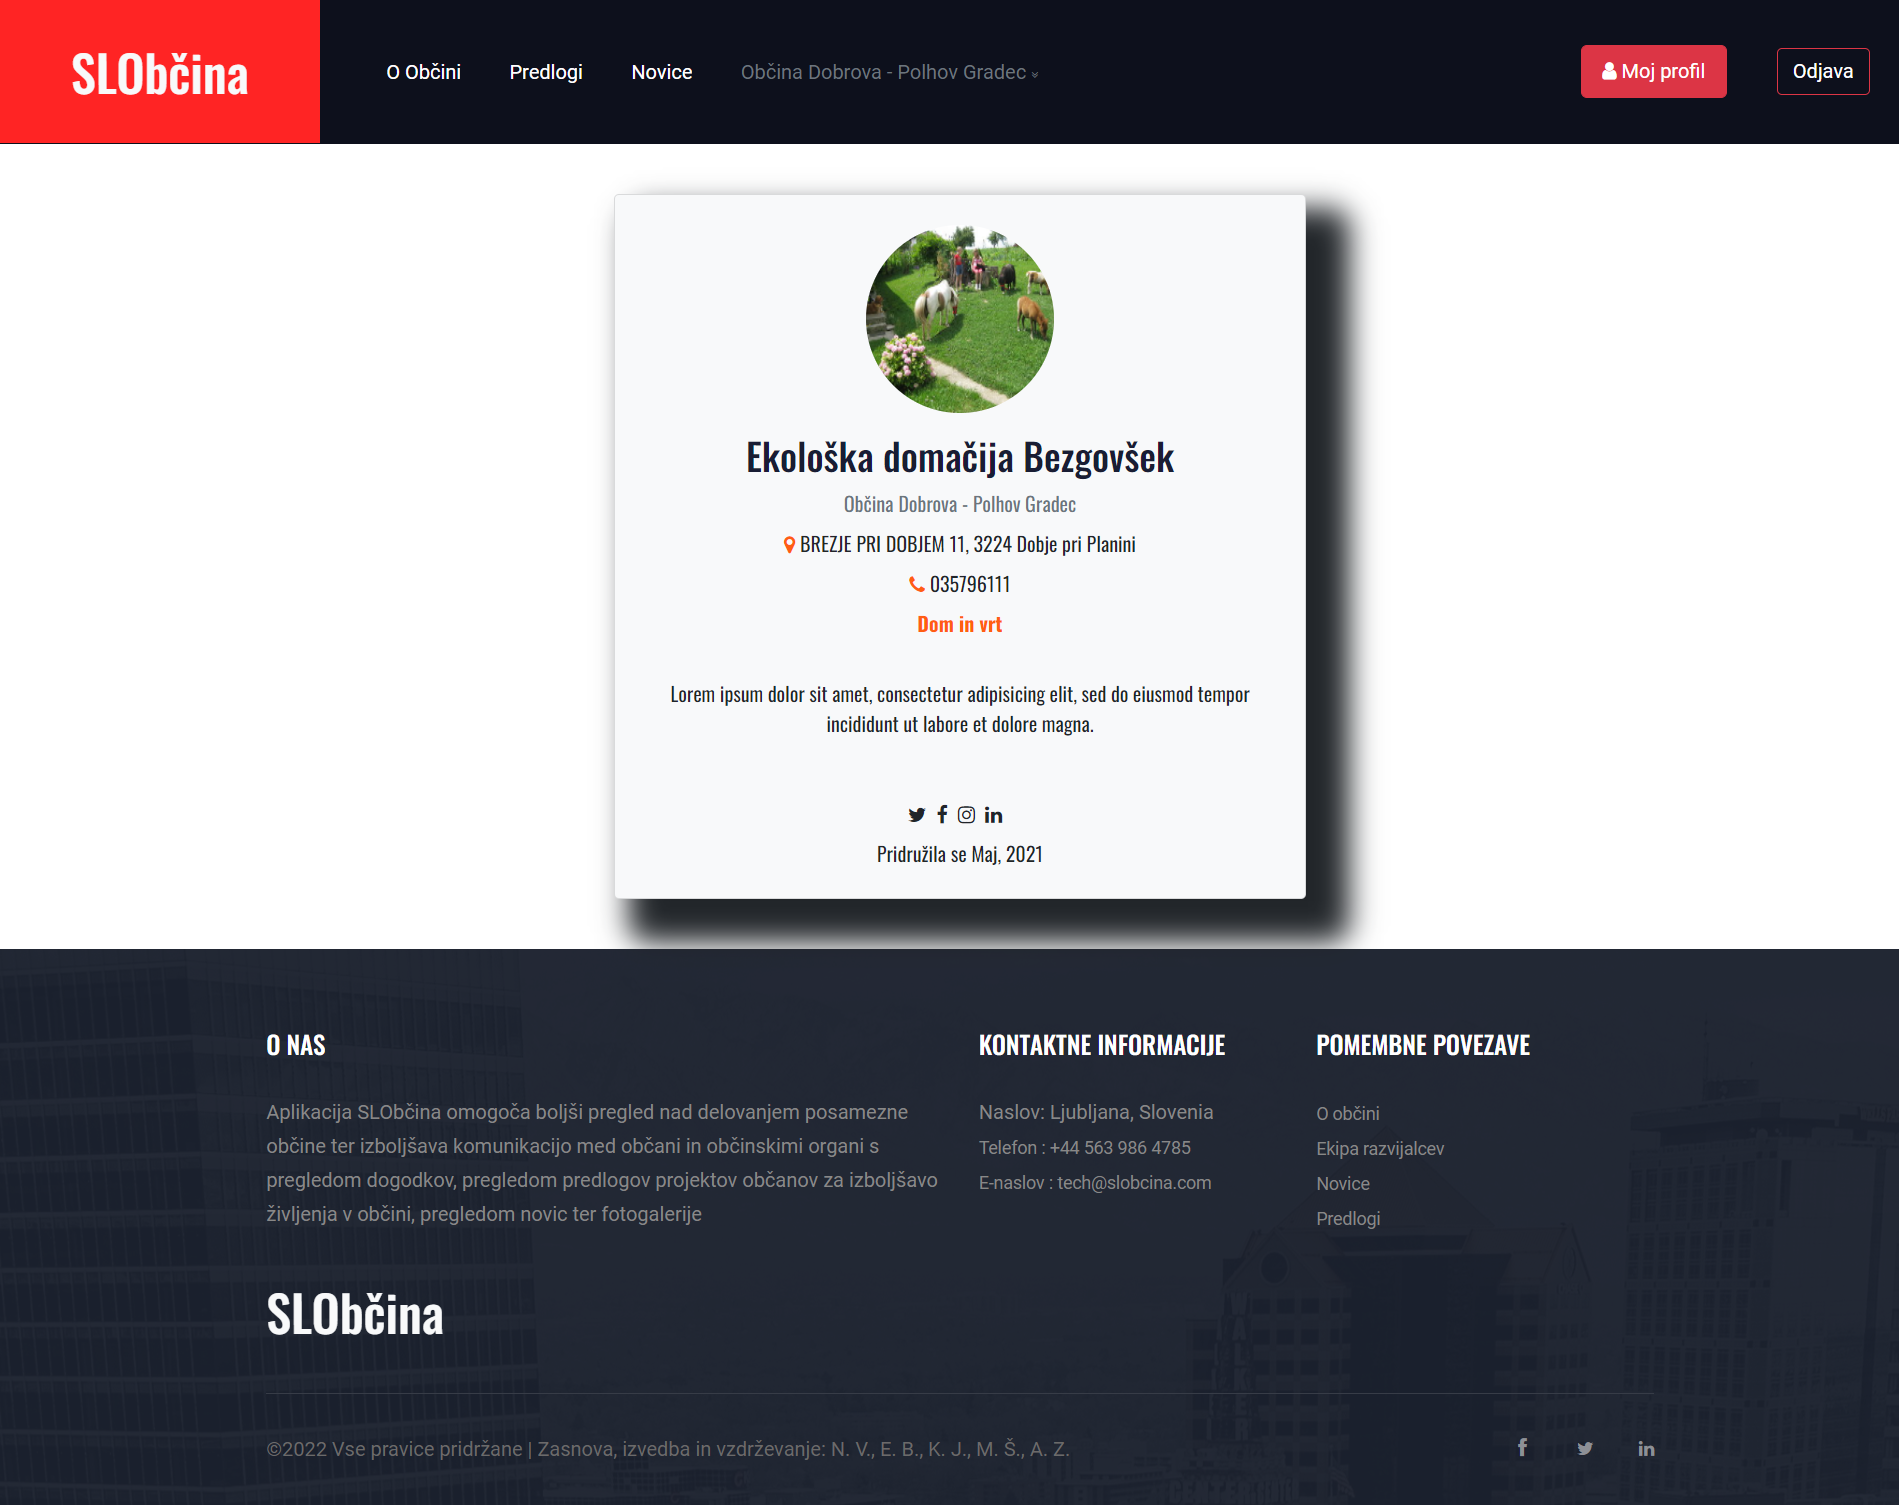 SLObčina
O Občini
Predlogi
Novice
Občina Dobrova - Polhov Gradec
Moj profil
Odjava
Ekološka domačija Bezgovšek
Občina Dobrova - Polhov Gradec
BREZJE PRI DOBJEM 11, 3224 Dobje pri Planini
035796111
Dom in vrt
Lorem ipsum dolor sit amet, consectetur adipisicing elit, sed do eiusmod tempor
incididunt ut labore et dolore magna.
Pridružila se Maj, 2021
O NAS
Aplikacija SLObčina omogoča boljši pregled nad delovanjem posamezne
občine ter izboljšava komunikacijo med občani in občinskimi organi s
pregledom dogodkov, pregledom predlogov projektov občanov za izboljšavo
življenja v občini, pregledom novic ter fotogalerije
SLObčina
KONTAKTNE INFORMACIJE
Naslov: Ljubljana, Slovenia
Telefon : +44 563 986 4785
E-naslov : tech@slobcina.com
POMEMBNE POVEZAVE
O občini
Ekipa razvijalcev
Novice
Predlogi
©2022 Vse pravice pridržane | Zasnova, izvedba in vzdrževanje: N. V., E. B., K. J., M. Š., A. Z.